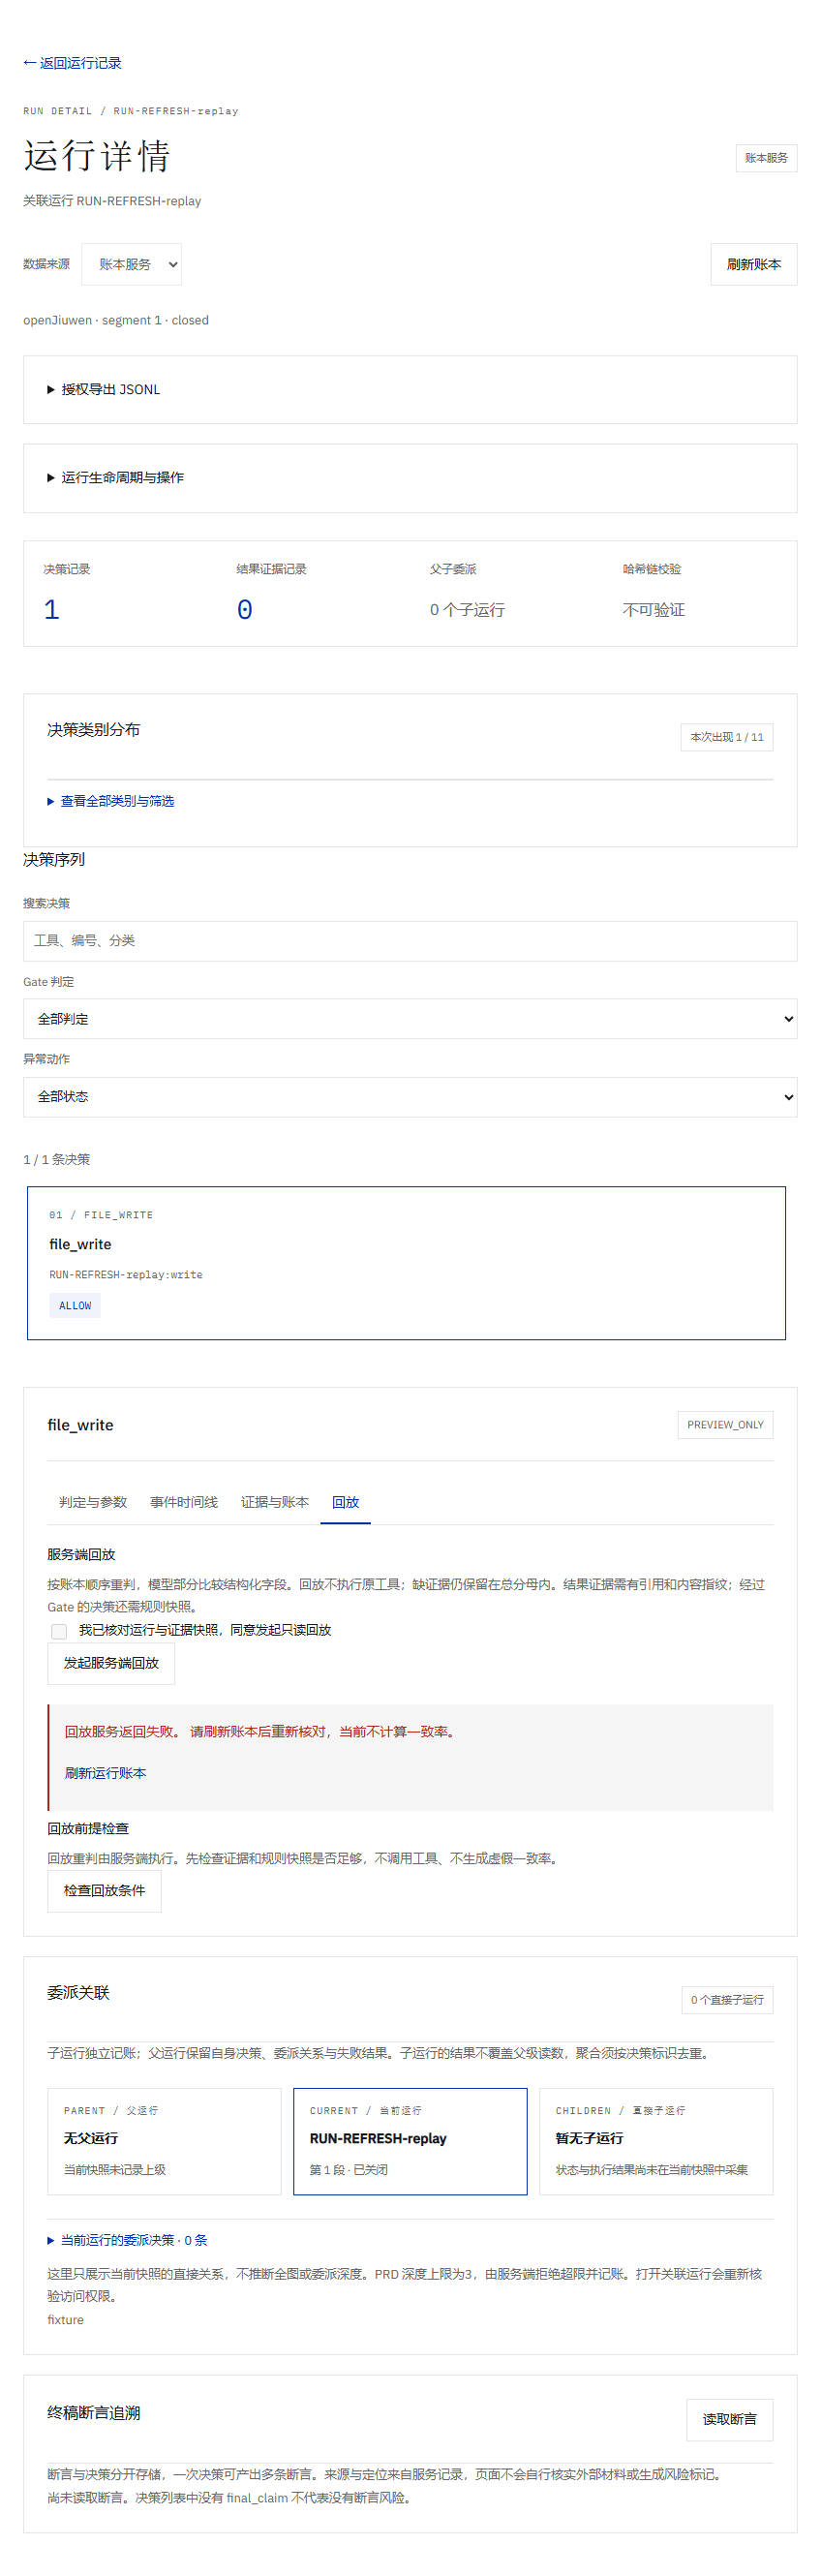 ← 返回运行记录
RUN DETAIL / RUN-REFRESH-replay
运行详情
账本服务
关联运行 RUN-REFRESH-replay
数据来源
账本服务
刷新账本
openJiuwen · segment 1 · closed
▶ 授权导出 JSONL
▶ 运行生命周期与操作
决策记录
结果证据记录
父子委派
哈希链校验
1
0
0 个子运行
不可验证
决策类别分布
本次出现 1 / 11
▶ 查看全部类别与筛选
决策序列
搜索决策
工具、编号、分类
Gate 判定
全部判定
异常动作
全部状态
1 / 1 条决策
01 / FILE_WRITE
file_write
RUN-REFRESH-replay:write
ALLOW
file_write
PREVIEW_ONLY
判定与参数
事件时间线
证据与账本
回放
服务端回放
按账本顺序重判，模型部分比较结构化字段。回放不执行原工具；缺证据仍保留在总分母内。结果证据需有引用和内容指纹；经过
Gate 的决策还需规则快照。
我已核对运行与证据快照，同意发起只读回放
发起服务端回放
回放服务返回失败。 请刷新账本后重新核对，当前不计算一致率。
刷新运行账本
回放前提检查
回放重判由服务端执行。先检查证据和规则快照是否足够，不调用工具、不生成虚假一致率。
检查回放条件
委派关联
0 个直接子运行
子运行独立记账；父运行保留自身决策、委派关系与失败结果。子运行的结果不覆盖父级读数，聚合须按决策标识去重。
PARENT / 父运行
无父运行
当前快照未记录上级
CURRENT / 当前运行
RUN-REFRESH-replay
第 1 段 · 已关闭
CHILDREN / 直接子运行
暂无子运行
状态与执行结果尚未在当前快照中采集
▶ 当前运行的委派决策 · 0 条
这里只展示当前快照的直接关系，不推断全图或委派深度。PRD 深度上限为3，由服务端拒绝超限并记账。打开关联运行会重新核
验访问权限。
fixture
终稿断言追溯
读取断言
断言与决策分开存储，一次决策可产出多条断言。来源与定位来自服务记录，页面不会自行核实外部材料或生成风险标记。
尚未读取断言。决策列表中没有 final_claim 不代表没有断言风险。